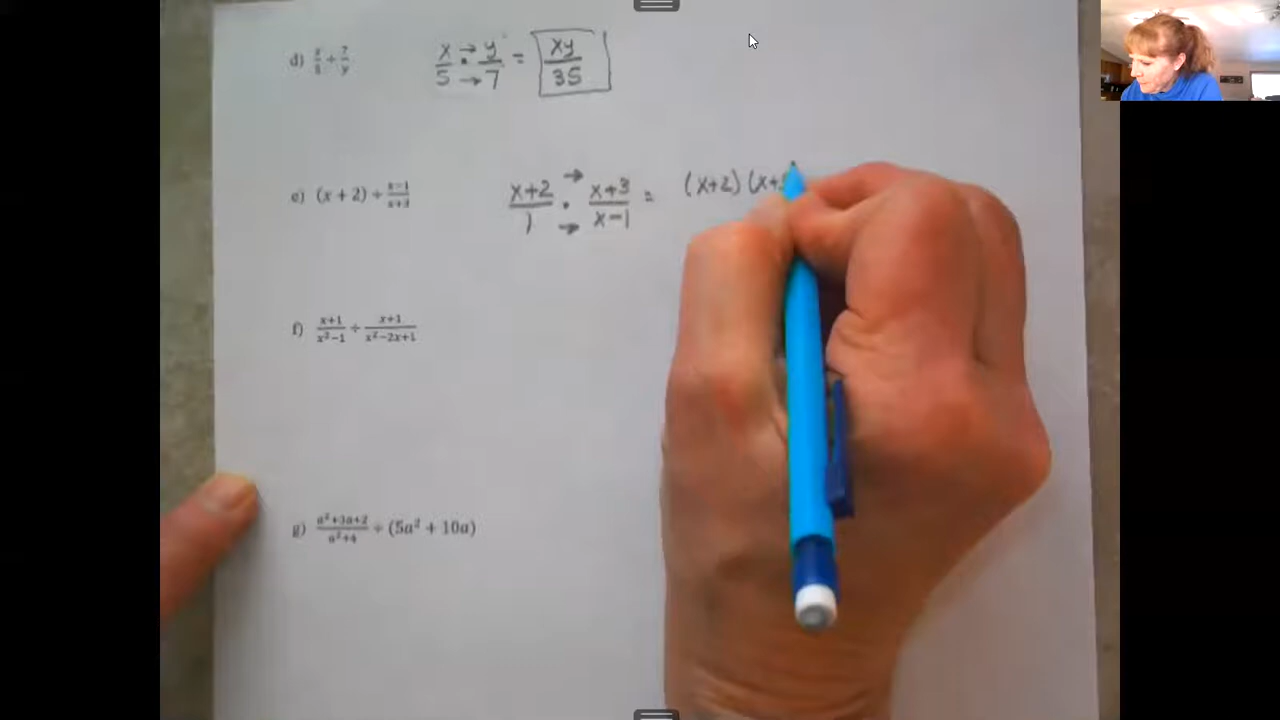 d) x/5 ÷ 7/y x/5 · y/7 = xy/35
e) (x + 2) ÷ x−1/x+3 x+2/1 · x+3/x−1 = (x+2)(x+
f) x+1/x²−1 ÷ x+1/x²−2x+1
g) a²+3a+2/a²+4 ÷ (5a² + 10a)